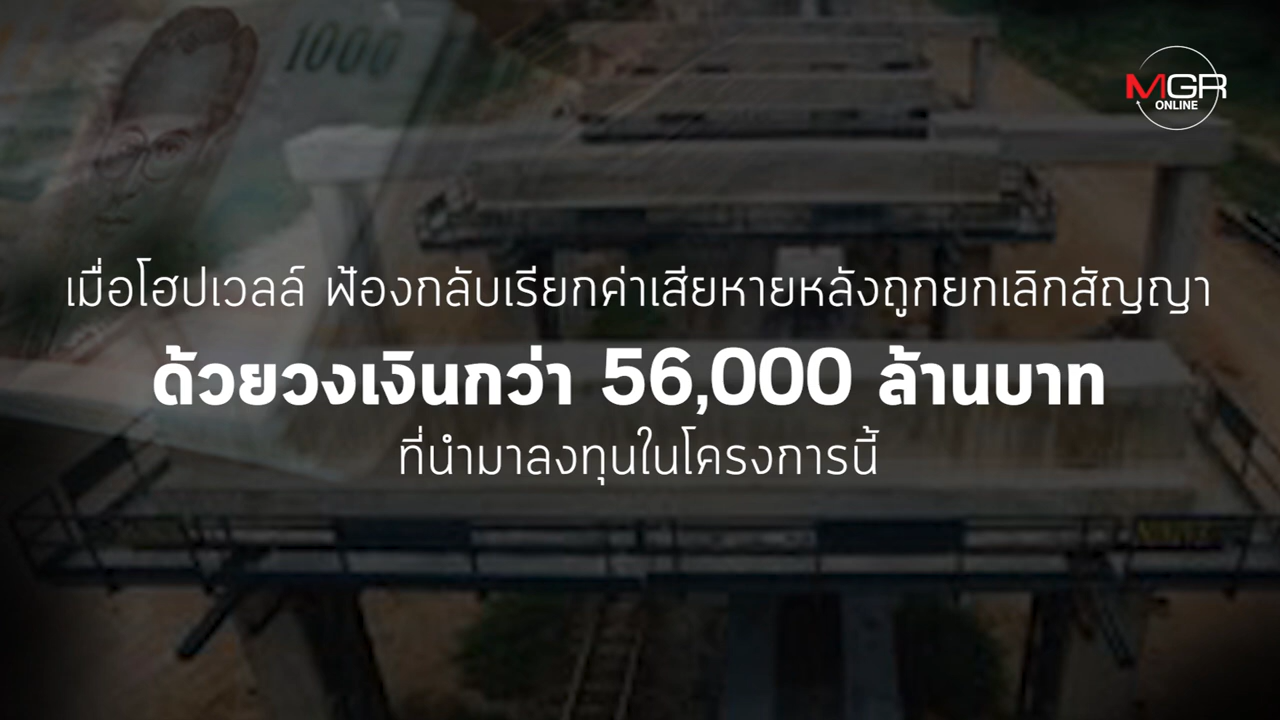 1000
MGR
ONLINE
เมื่อโฮปเวลล์ ฟ้องกลับเรียกค่าเสียหายหลังถูกยกเลิกสัญญา
ด้วยวงเงินกว่า 56,000 ล้านบาท
ที่นำมาลงทุนในโครงการนี้